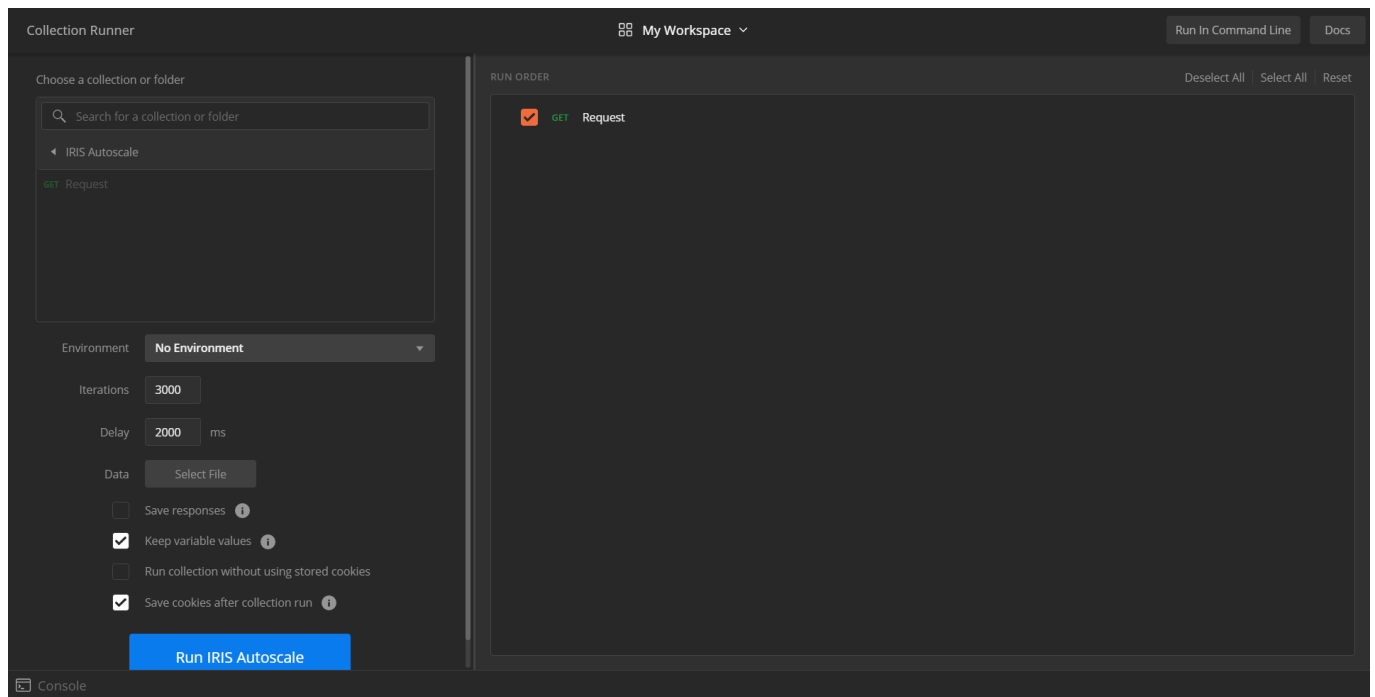 Collection Runner
My Workspace
Run In Command Line
Docs
Choose a collection or folder
Search for a collection or folder
IRIS Autoscale
GET Request
Environment No Environment
Iterations 3000
Delay 2000 ms
Data Select File
Save responses
Keep variable values
Run collection without using stored cookies
Save cookies after collection run
Run IRIS Autoscale
RUN ORDER
Deselect All Select All Reset
GET Request
Console